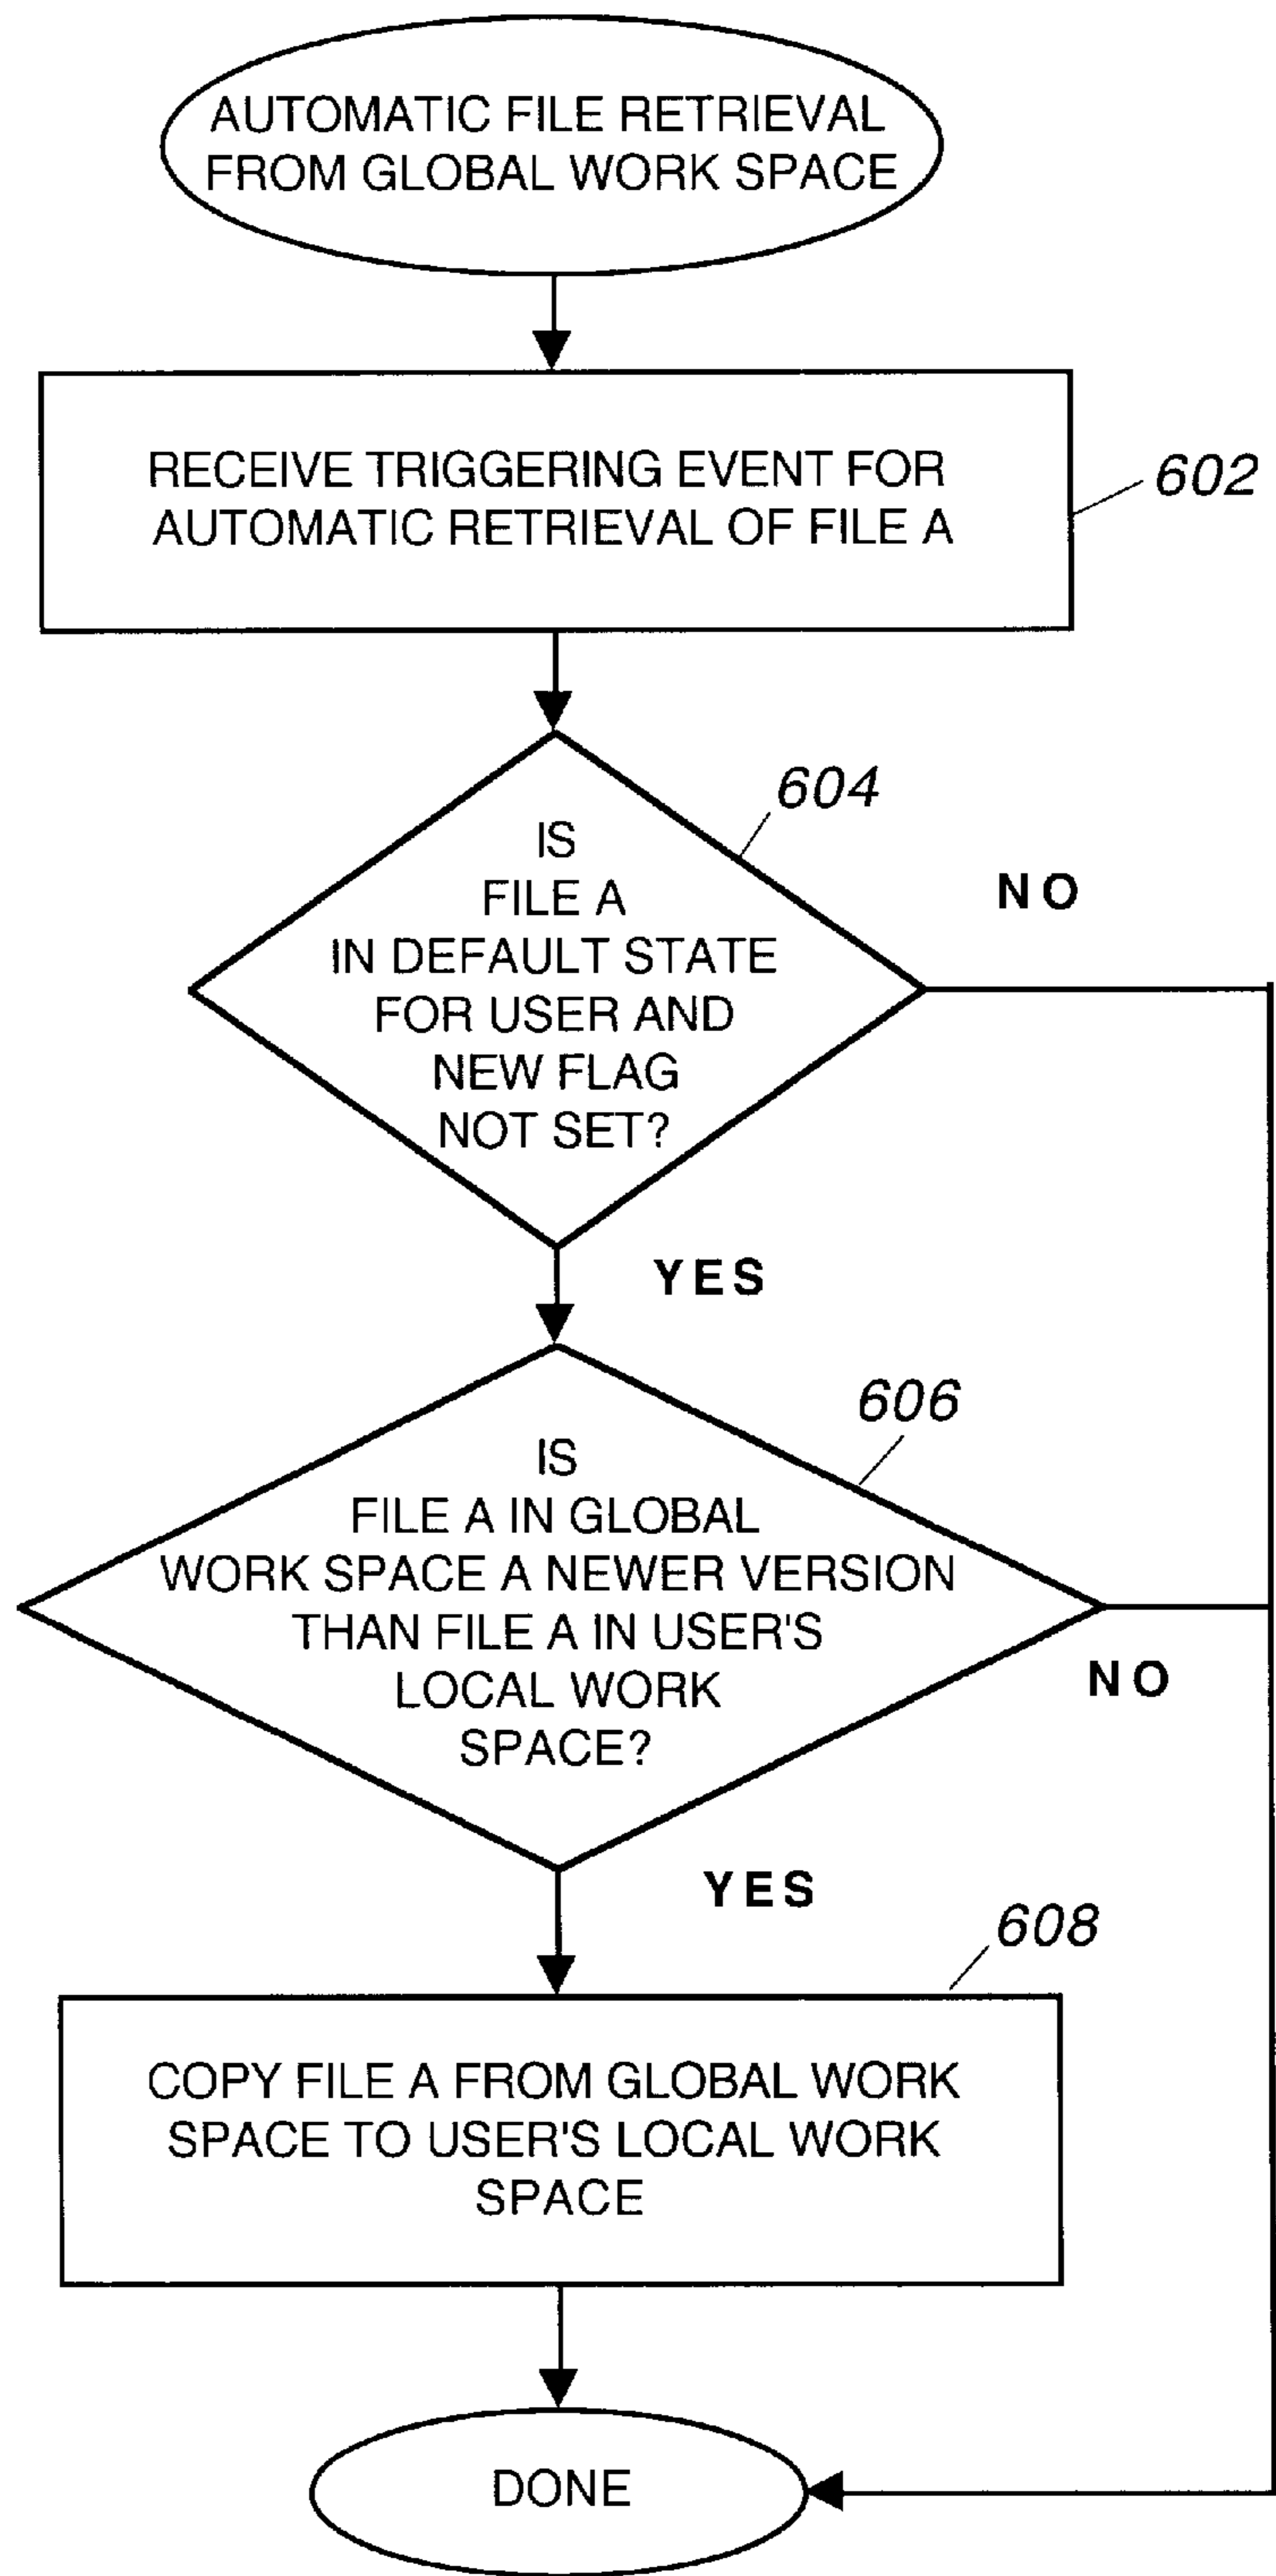 AUTOMATIC FILE RETRIEVAL
FROM GLOBAL WORK SPACE
RECEIVE TRIGGERING EVENT FOR
AUTOMATIC RETRIEVAL OF FILE A
602
604
IS
FILE A
IN DEFAULT STATE
FOR USER AND
NEW FLAG
NOT SET?
NO
YES
606
IS
FILE A IN GLOBAL
WORK SPACE A NEWER VERSION
THAN FILE A IN USER'S
LOCAL WORK
SPACE?
NO
YES
608
COPY FILE A FROM GLOBAL WORK
SPACE TO USER'S LOCAL WORK
SPACE
DONE